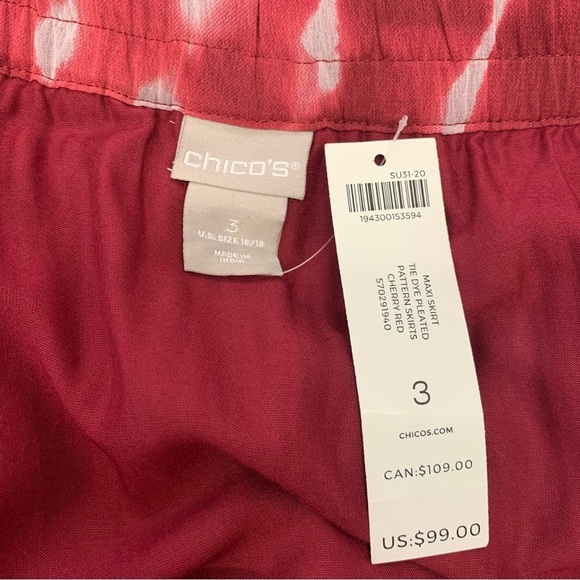 chico's®
3
U.S. SIZE 16/18
MADE IN
INDIA
SU31-20
194300153594
MAXI SKIRT
TIE DYE PLEATED
PATTERN SKIRTS
CHERRY RED
570291940
3
CHICOS.COM
CAN:$109.00
US:$99.00